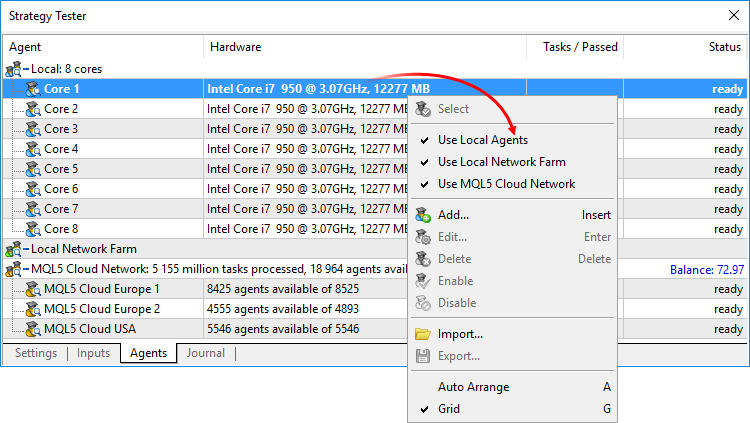 Strategy Tester
Agent Hardware Tasks / Passed Status
Local: 8 cores
Core 1 Intel Core i7 950 @ 3.07GHz, 12277 MB ready
Core 2 Intel Core i7 950 @ 3.07GHz, 12277 MB ready
Core 3 Intel Core i7 950 @ 3.07GHz, 12277 MB ready
Core 4 Intel Core i7 950 @ 3.07GHz, 12277 MB ready
Core 5 Intel Core i7 950 @ 3.07GHz, 12277 MB ready
Core 6 Intel Core i7 950 @ 3.07GHz, 12277 MB ready
Core 7 Intel Core i7 950 @ 3.07GHz, 12277 MB ready
Core 8 Intel Core i7 950 @ 3.07GHz, 12277 MB ready
Local Network Farm
MQL5 Cloud Network: 5 155 million tasks processed, 18 964 agents avail Balance: 72.97
MQL5 Cloud Europe 1 8425 agents available of 8525 ready
MQL5 Cloud Europe 2 4555 agents available of 4893 ready
MQL5 Cloud USA 5546 agents available of 5546 ready
Settings Inputs Agents Journal
Select
Use Local Agents
Use Local Network Farm
Use MQL5 Cloud Network
Add... Insert
Edit... Enter
Delete Delete
Enable
Disable
Import...
Export...
Auto Arrange A
Grid G